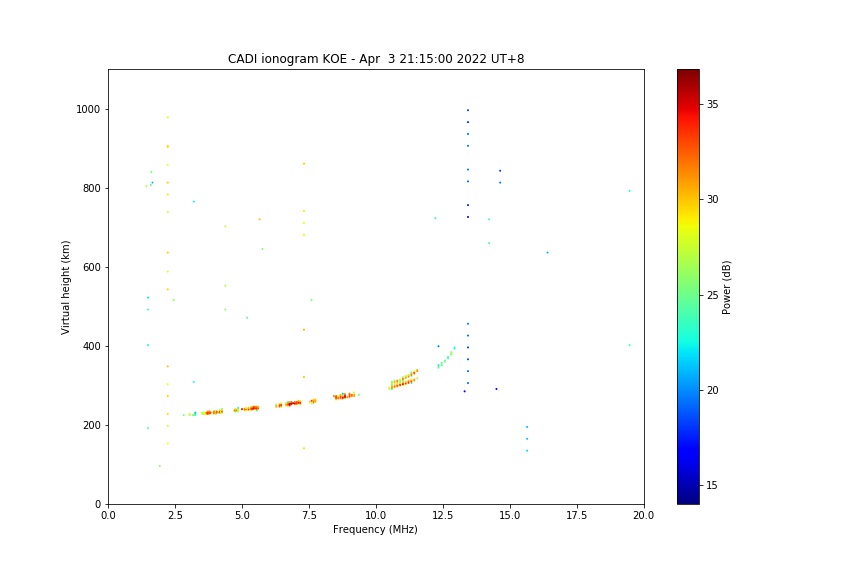 CADI ionogram KOE - Apr  3 21:15:00 2022 UT+8
Virtual height (km)
1000
800
600
400
200
0
0.0 2.5 5.0 7.5 10.0 12.5 15.0 17.5 20.0
Frequency (MHz)
35
30
25
20
15
Power (dB)